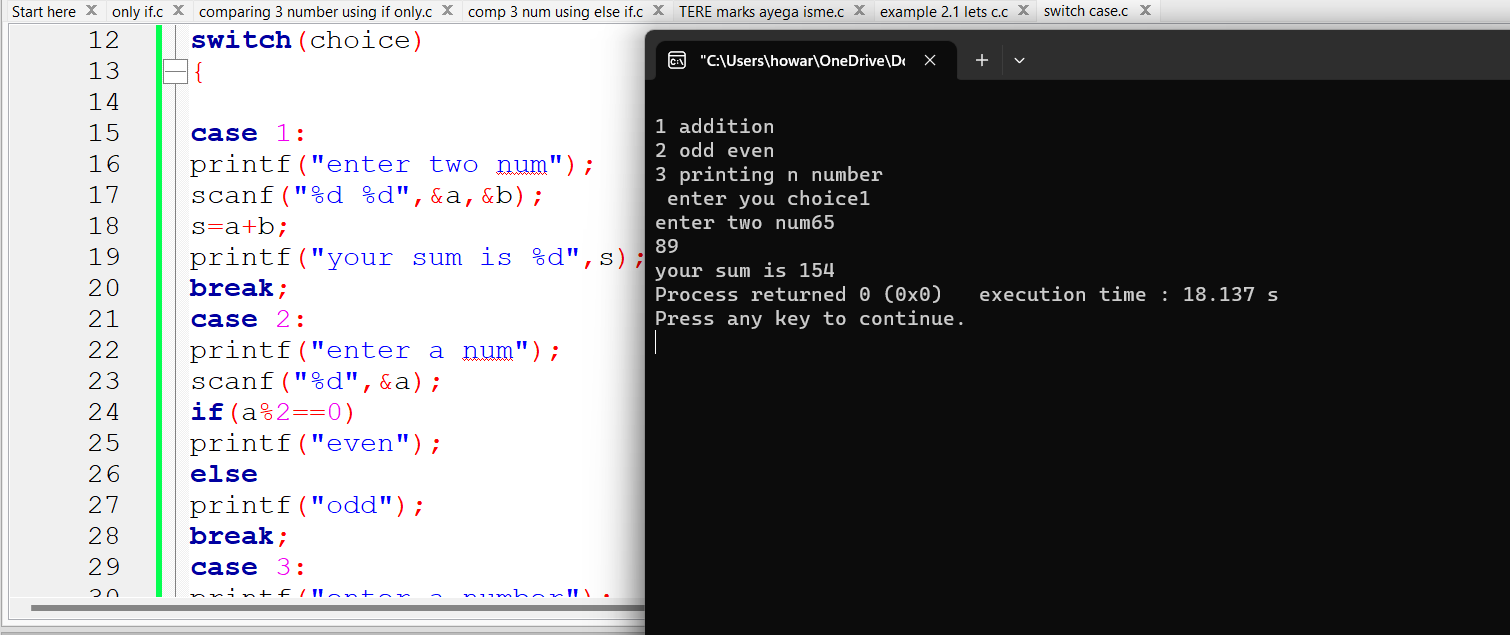 Start here only if.c comparing 3 number using if only.c comp 3 num using else if.c TERE marks ayega isme.c example 2.1 lets c.c switch case.c
12 switch(choice)
13 {
14
15 case 1:
16 printf("enter two num");
17 scanf("%d %d",&a,&b);
18 s=a+b;
19 printf("your sum is %d",s);
20 break;
21 case 2:
22 printf("enter a num");
23 scanf("%d",&a);
24 if(a%2==0)
25 printf("even");
26 else
27 printf("odd");
28 break;
29 case 3:
30 printf("enter a number");
"C:\Users\howar\OneDrive\Do
1 addition
2 odd even
3 printing n number
enter you choice1
enter two num65
89
your sum is 154
Process returned 0 (0x0) execution time : 18.137 s
Press any key to continue.